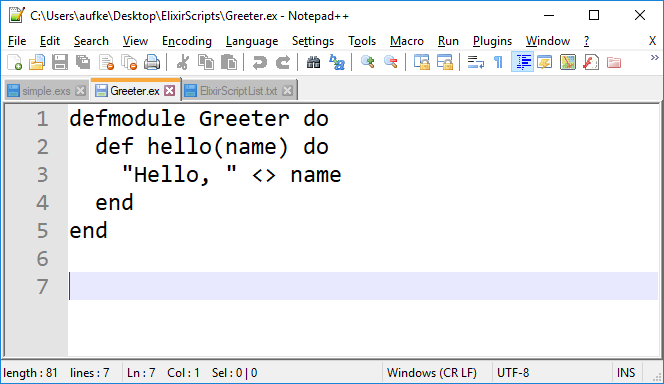 C:\Users\aufke\Desktop\ElixirScripts\Greeter.ex - Notepad++
File Edit Search View Encoding Language Settings Tools Macro Run Plugins Window ? X
simple.exs Greeter.ex ElixirScriptList.txt
1 defmodule Greeter do
2   def hello(name) do
3     "Hello, " <> name
4   end
5 end
6
7
length : 81 lines : 7 Ln : 7 Col : 1 Sel : 0 | 0 Windows (CR LF) UTF-8 INS